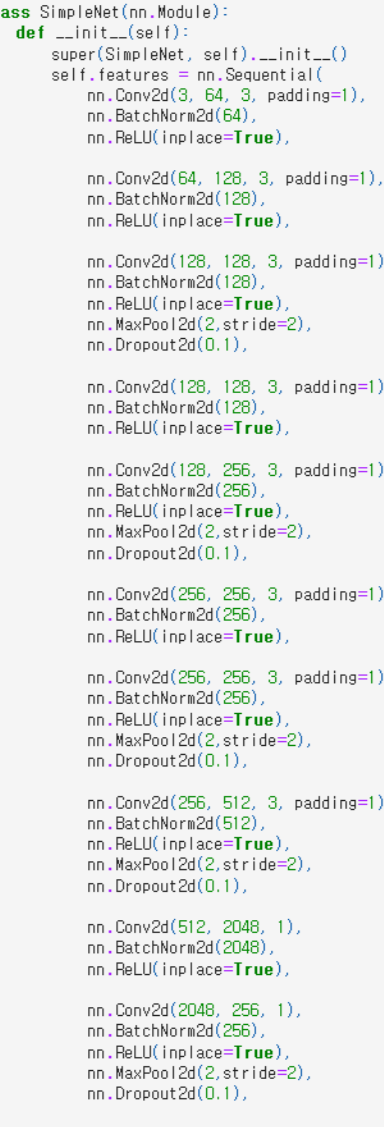 ass SimpleNet(nn.Module):
def __init__(self):
super(SimpleNet, self).__init__()
self.features = nn.Sequential(
nn.Conv2d(3, 64, 3, padding=1),
nn.BatchNorm2d(64),
nn.ReLU(inplace=True),
nn.Conv2d(64, 128, 3, padding=1),
nn.BatchNorm2d(128),
nn.ReLU(inplace=True),
nn.Conv2d(128, 128, 3, padding=1)
nn.BatchNorm2d(128),
nn.ReLU(inplace=True),
nn.MaxPool2d(2,stride=2),
nn.Dropout2d(0.1),
nn.Conv2d(128, 128, 3, padding=1)
nn.BatchNorm2d(128),
nn.ReLU(inplace=True),
nn.Conv2d(128, 256, 3, padding=1)
nn.BatchNorm2d(256),
nn.ReLU(inplace=True),
nn.MaxPool2d(2,stride=2),
nn.Dropout2d(0.1),
nn.Conv2d(256, 256, 3, padding=1)
nn.BatchNorm2d(256),
nn.ReLU(inplace=True),
nn.Conv2d(256, 256, 3, padding=1)
nn.BatchNorm2d(256),
nn.ReLU(inplace=True),
nn.MaxPool2d(2,stride=2),
nn.Dropout2d(0.1),
nn.Conv2d(256, 512, 3, padding=1)
nn.BatchNorm2d(512),
nn.ReLU(inplace=True),
nn.MaxPool2d(2,stride=2),
nn.Dropout2d(0.1),
nn.Conv2d(512, 2048, 1),
nn.BatchNorm2d(2048),
nn.ReLU(inplace=True),
nn.Conv2d(2048, 256, 1),
nn.BatchNorm2d(256),
nn.ReLU(inplace=True),
nn.MaxPool2d(2,stride=2),
nn.Dropout2d(0.1),